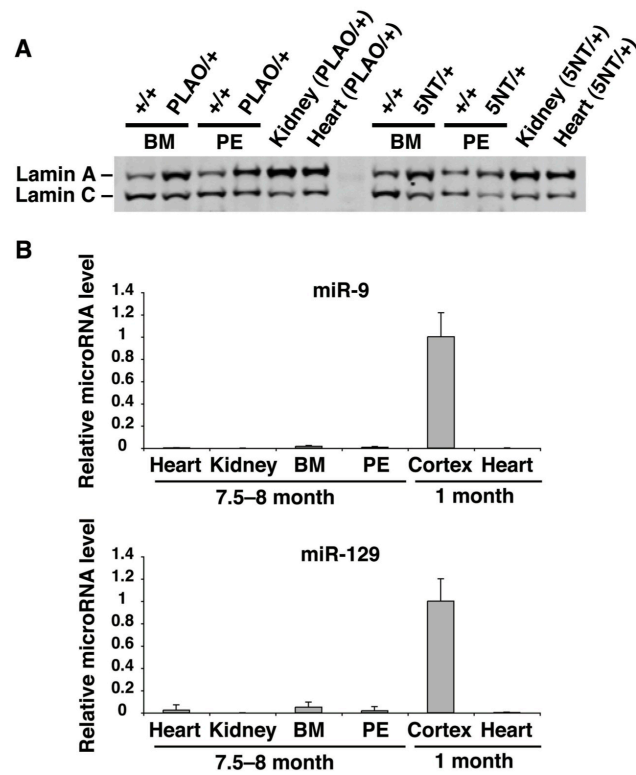 A
+/+ PLAO/+ +/+ PLAO/+ Kidney (PLAO/+) Heart (PLAO/+) +/+ 5NT/+ +/+ 5NT/+ Kidney (5NT/+) Heart (5NT/+)
BM PE BM PE
Lamin A –
Lamin C –
B
miR-9
Relative microRNA level
1.4
1.2
1
0.8
0.6
0.4
0.2
0
Heart Kidney BM PE Cortex Heart
7.5–8 month 1 month
miR-129
Relative microRNA level
1.4
1.2
1
0.8
0.6
0.4
0.2
0
Heart Kidney BM PE Cortex Heart
7.5–8 month 1 month